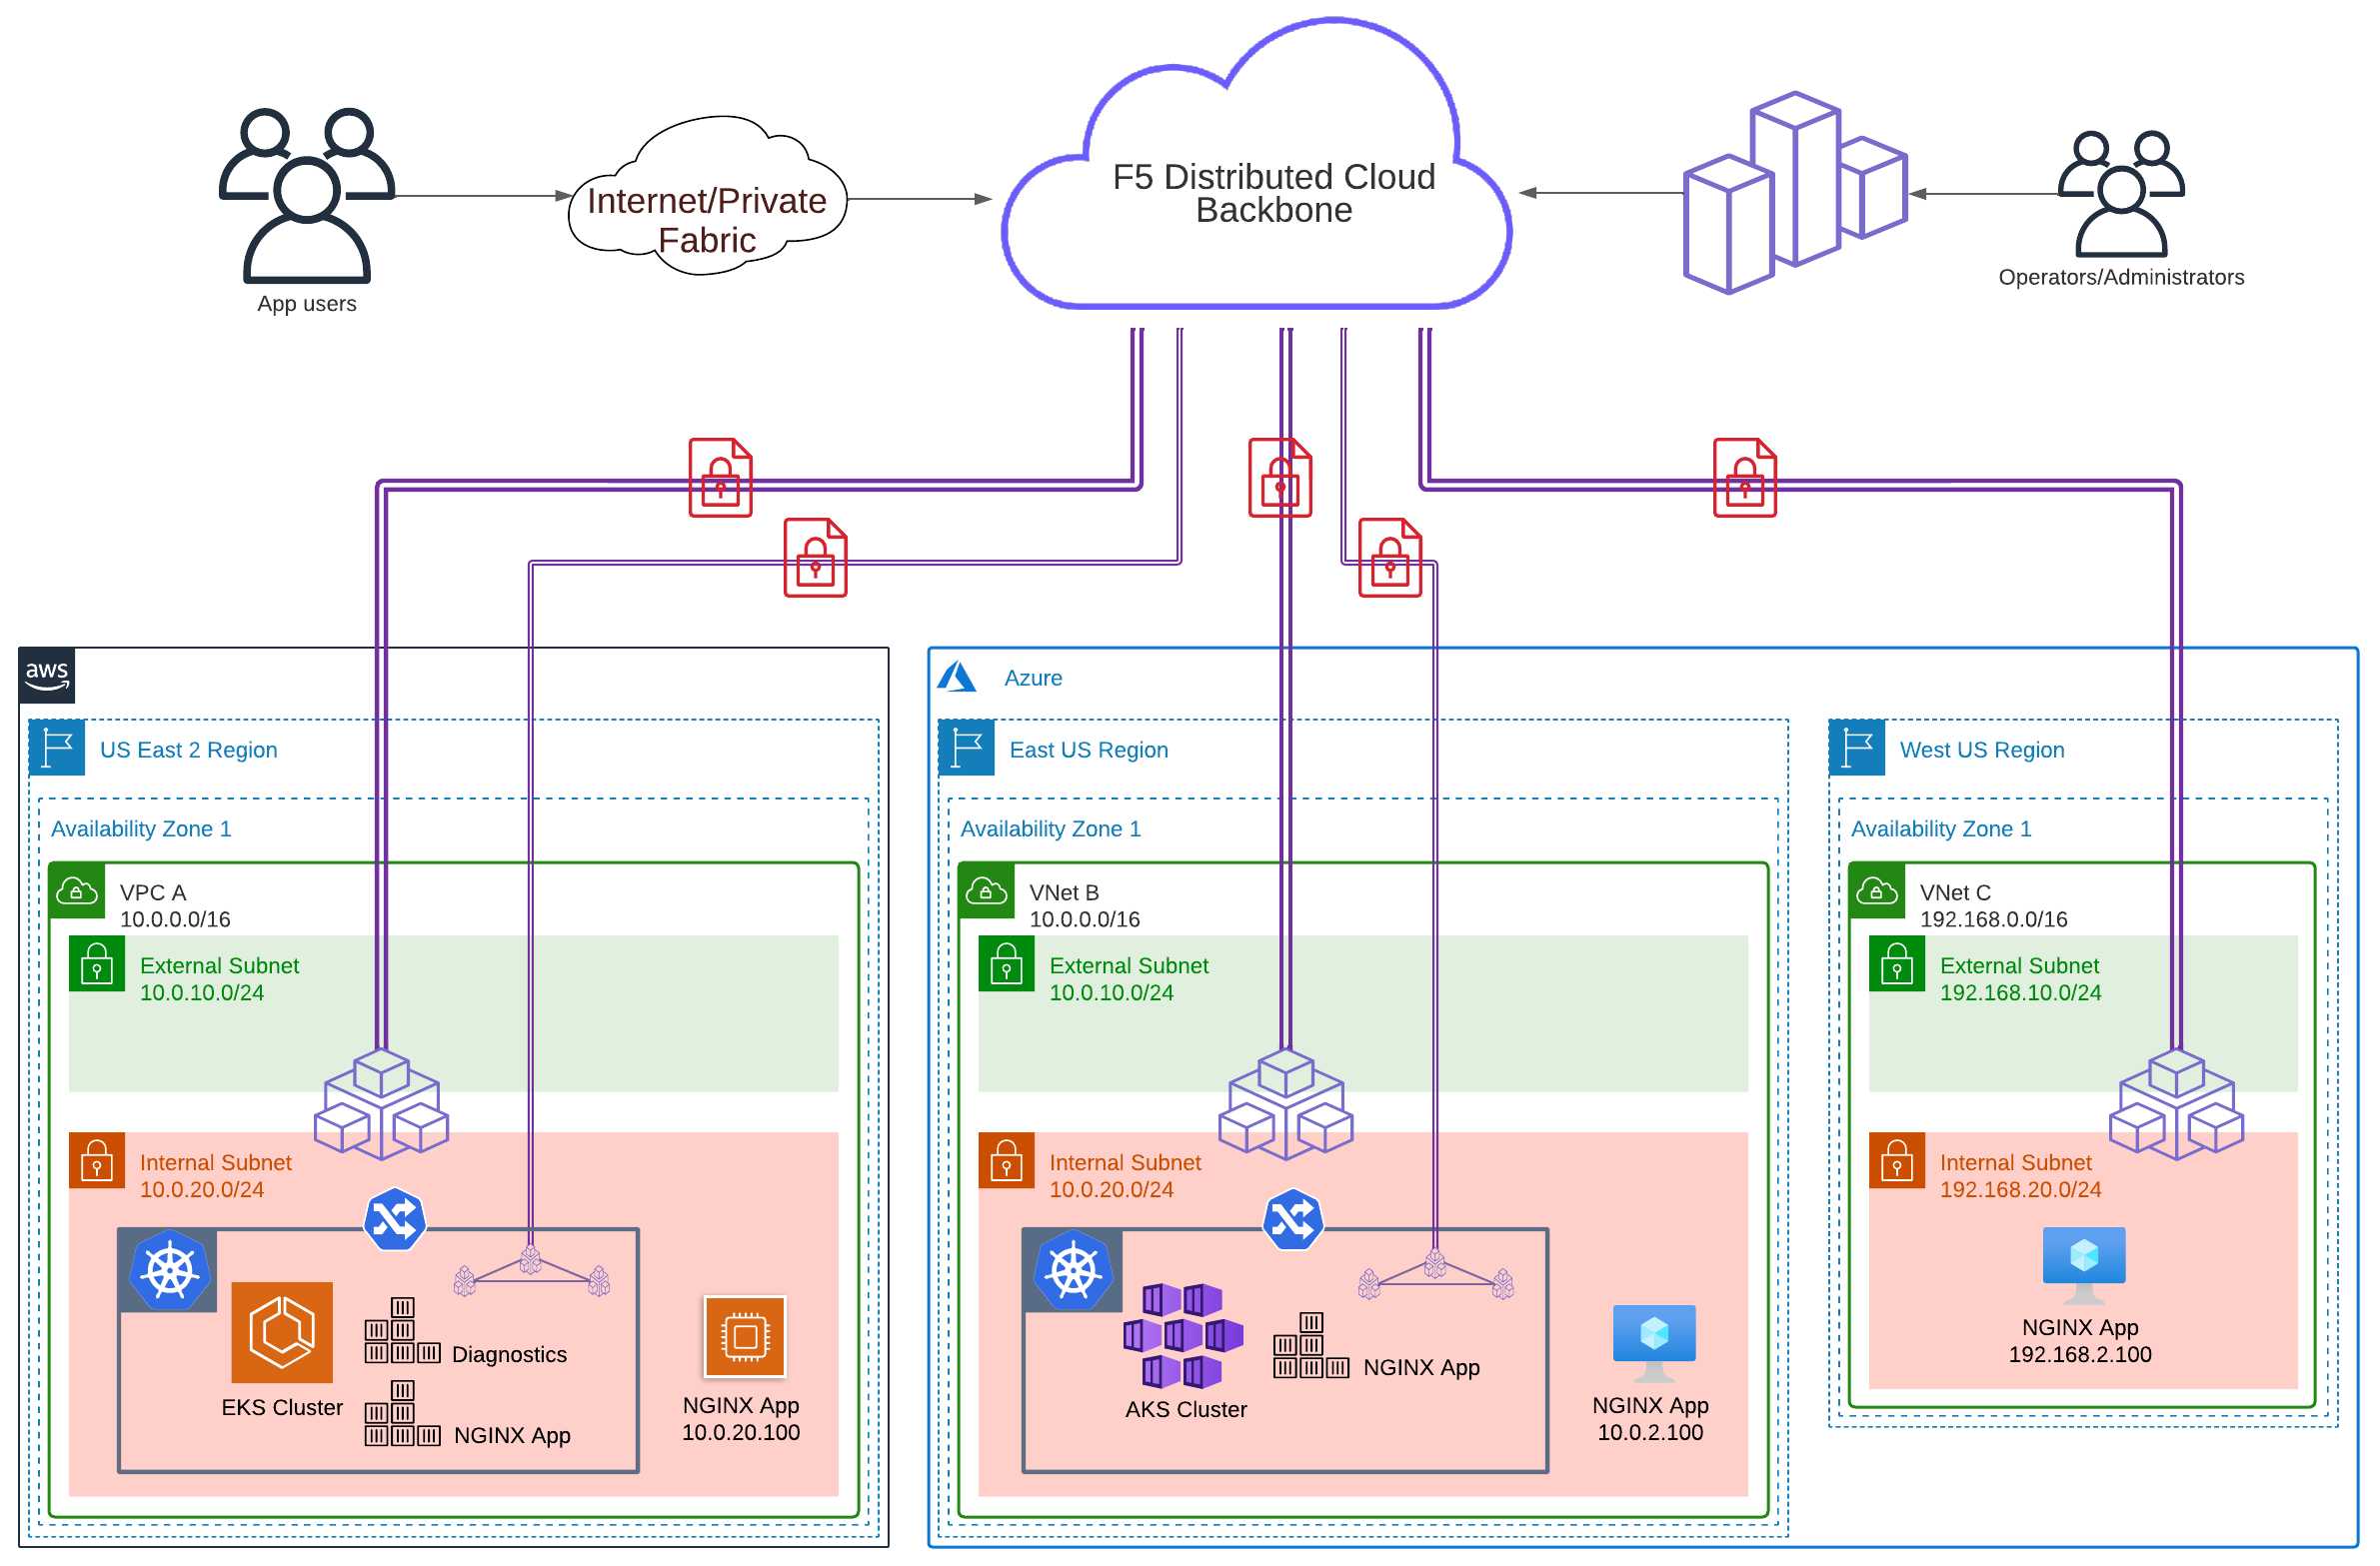 Internet/Private
Fabric
F5 Distributed Cloud
Backbone
App users
Operators/Administrators
aws
US East 2 Region
Availability Zone 1
VPC A
10.0.0.0/16
External Subnet
10.0.10.0/24
Internal Subnet
10.0.20.0/24
EKS Cluster
Diagnostics
NGINX App
NGINX App
10.0.20.100
Azure
East US Region
Availability Zone 1
VNet B
10.0.0.0/16
External Subnet
10.0.10.0/24
Internal Subnet
10.0.20.0/24
AKS Cluster
NGINX App
NGINX App
10.0.2.100
West US Region
Availability Zone 1
VNet C
192.168.0.0/16
External Subnet
192.168.10.0/24
Internal Subnet
192.168.20.0/24
NGINX App
192.168.2.100